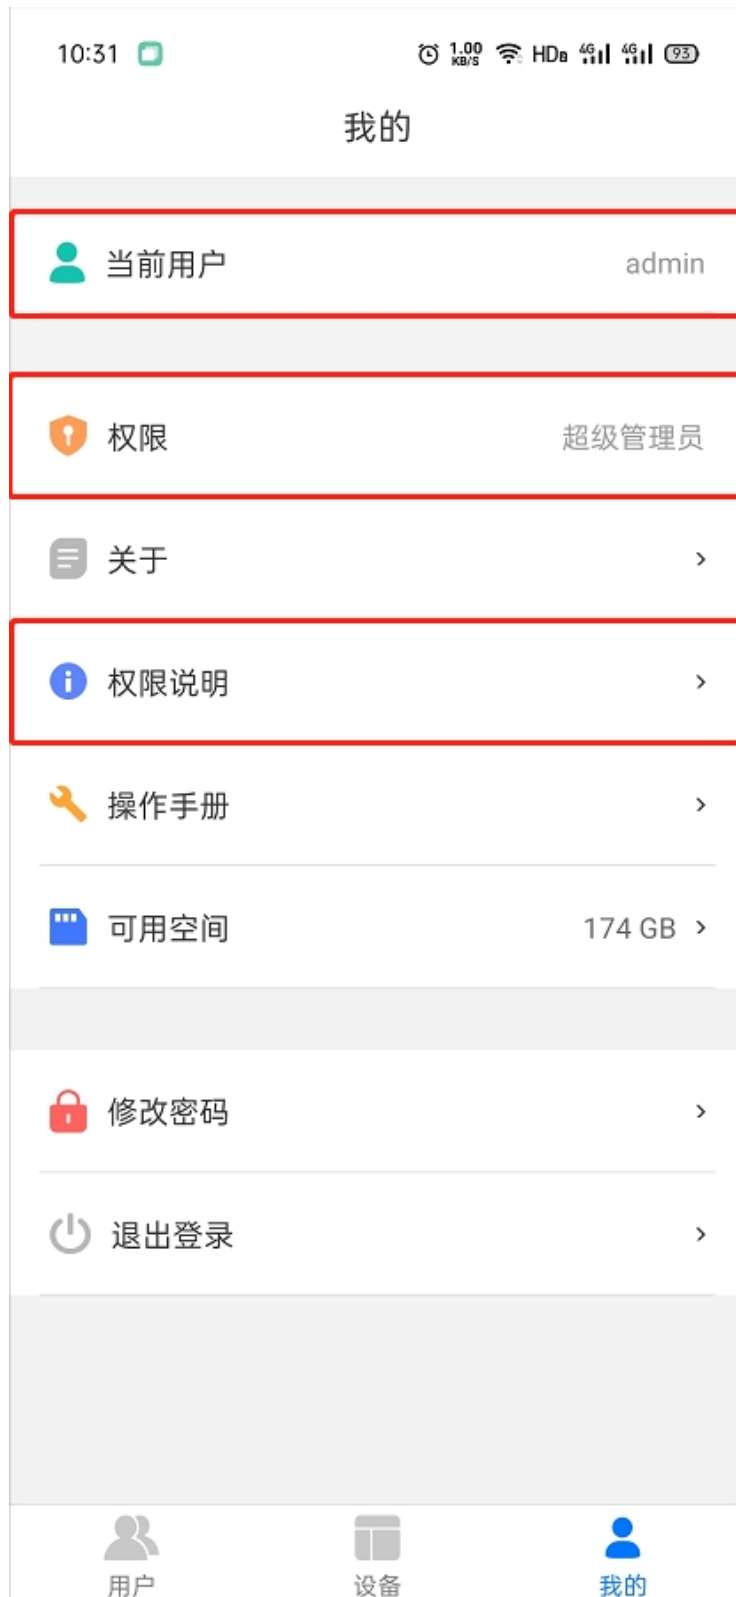 10:31 1.00 KB/S HD 4G 4G 93
我的
当前用户 admin
权限 超级管理员
关于
权限说明
操作手册
可用空间 174 GB
修改密码
退出登录
用户 设备 我的